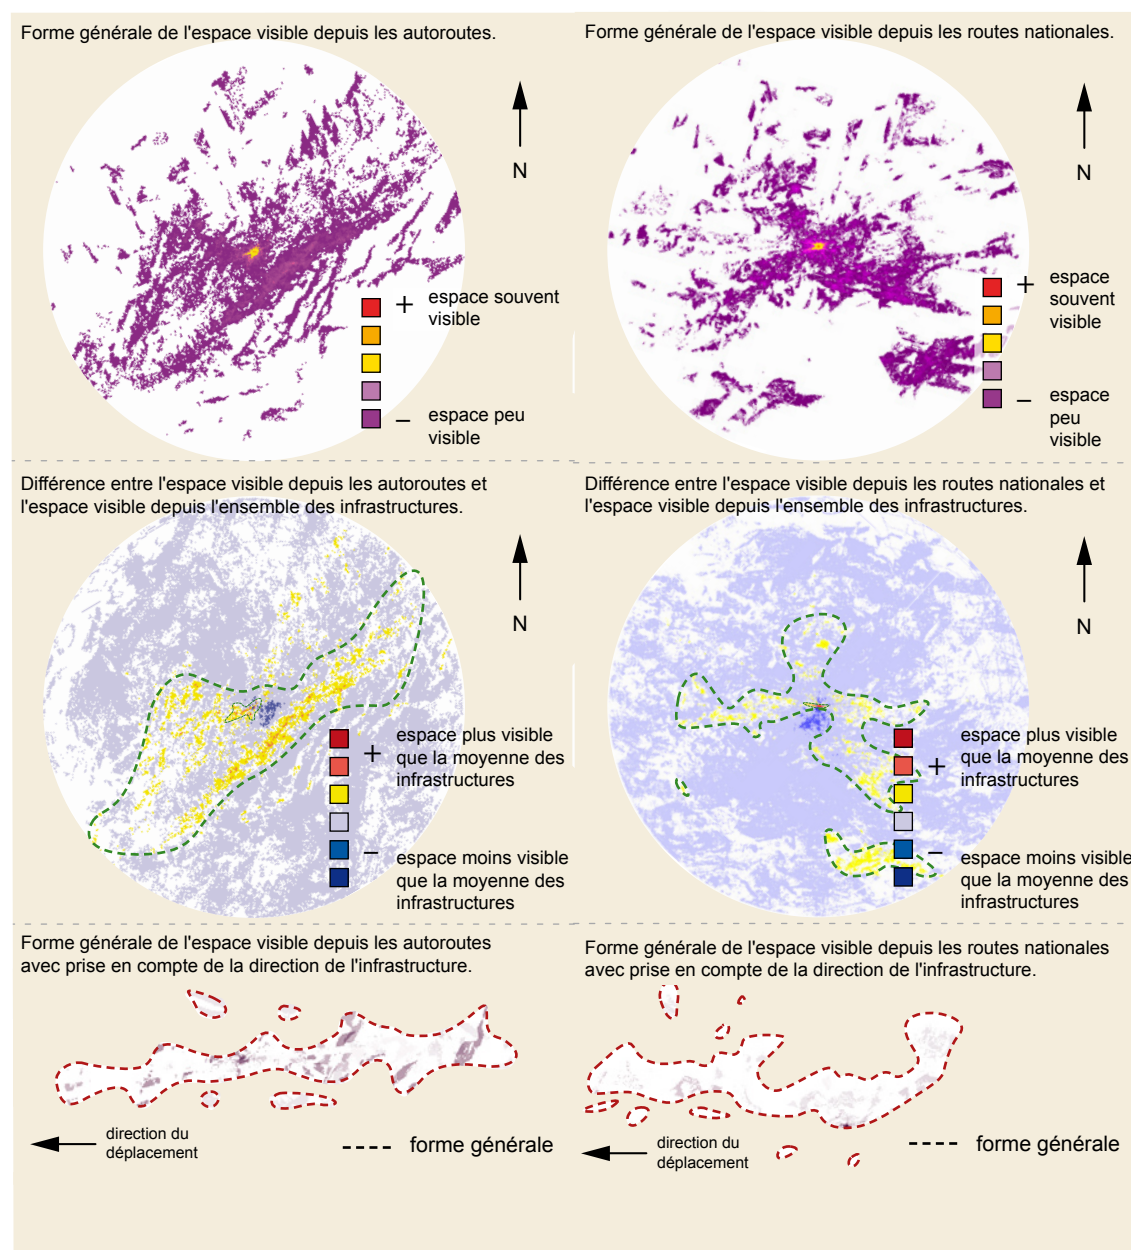 Forme générale de l'espace visible depuis les autoroutes.
N
+ espace souvent
visible
– espace peu
visible
Forme générale de l'espace visible depuis les routes nationales.
N
+ espace
souvent
visible
– espace
peu
visible
Différence entre l'espace visible depuis les autoroutes et
l'espace visible depuis l'ensemble des infrastructures.
N
espace plus visible
+ que la moyenne des
infrastructures
– espace moins visible
que la moyenne des
infrastructures
Différence entre l'espace visible depuis les routes nationales et
l'espace visible depuis l'ensemble des infrastructures.
N
espace plus visible
+ que la moyenne des
infrastructures
– espace moins visible
que la moyenne des
infrastructures
Forme générale de l'espace visible depuis les autoroutes
avec prise en compte de la direction de l'infrastructure.
direction du
déplacement
forme générale
Forme générale de l'espace visible depuis les routes nationales
avec prise en compte de la direction de l'infrastructure.
direction du
déplacement
forme générale